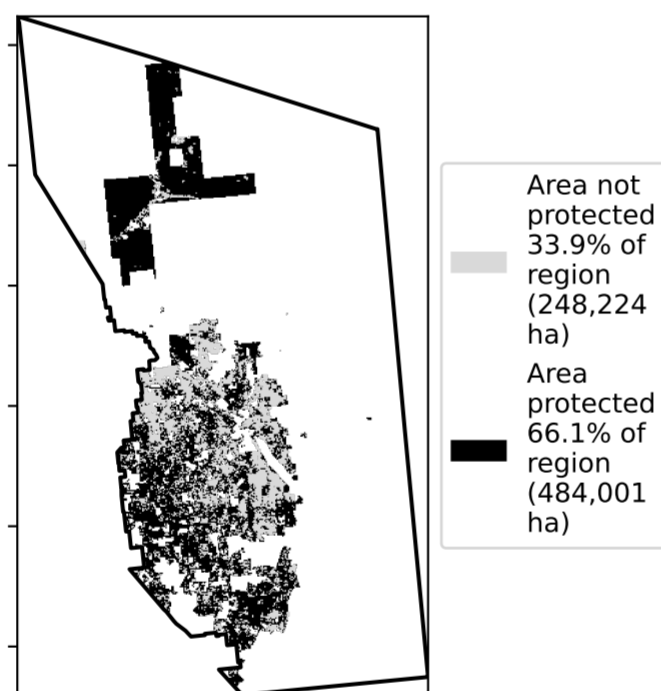 Area not
protected
33.9% of
region
(248,224
ha)
Area
protected
66.1% of
region
(484,001
ha)